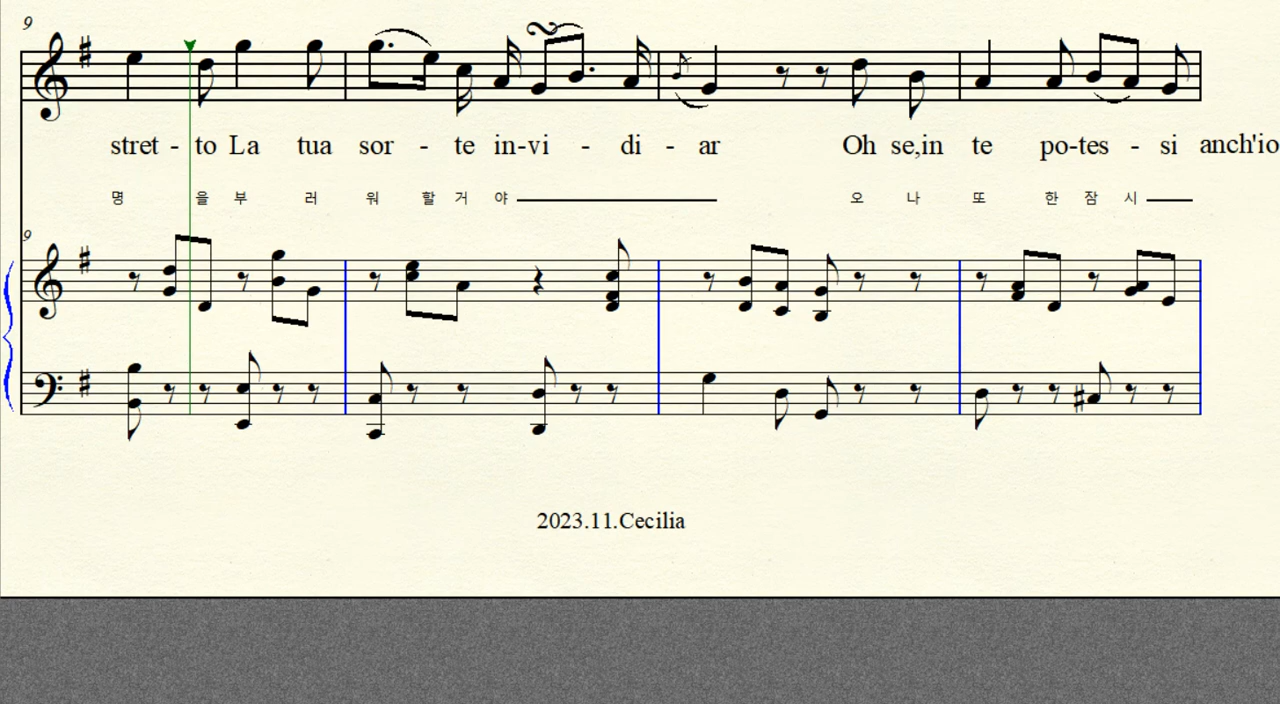 9
stret - to La tua sor - te in-vi - di - ar Oh se,in te po-tes - si anch'io
명 을 부 러 워 할 거 야 오 나 또 한 잠 시
9
2023.11.Cecilia